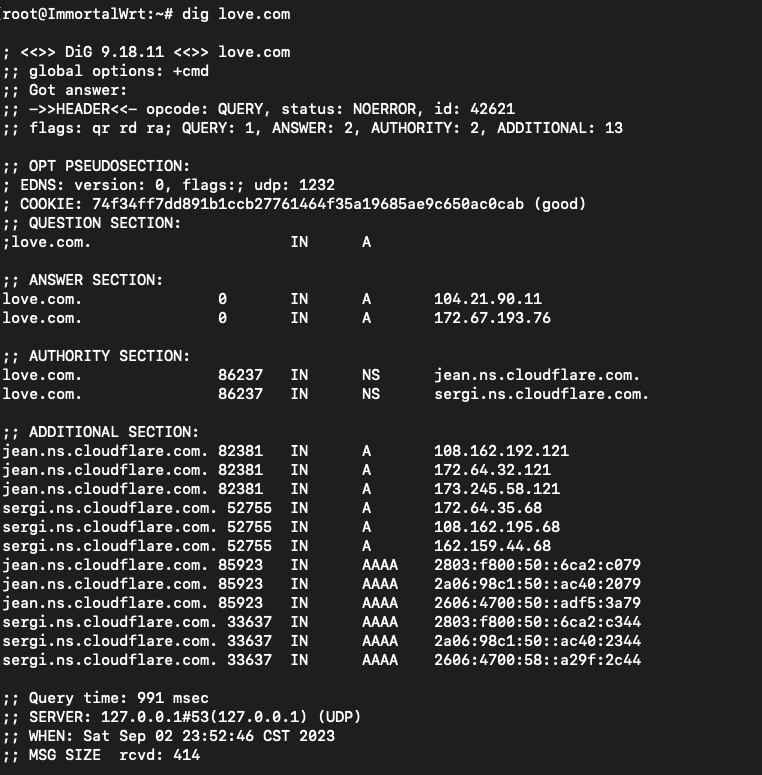 root@ImmortalWrt:~# dig love.com
; <<>> DiG 9.18.11 <<>> love.com
;; global options: +cmd
;; Got answer:
;; ->>HEADER<<- opcode: QUERY, status: NOERROR, id: 42621
;; flags: qr rd ra; QUERY: 1, ANSWER: 2, AUTHORITY: 2, ADDITIONAL: 13
;; OPT PSEUDOSECTION:
; EDNS: version: 0, flags:; udp: 1232
; COOKIE: 74f34ff7dd891b1ccb27761464f35a19685ae9c650ac0cab (good)
;; QUESTION SECTION:
;love.com. IN A
;; ANSWER SECTION:
love.com. 0 IN A 104.21.90.11
love.com. 0 IN A 172.67.193.76
;; AUTHORITY SECTION:
love.com. 86237 IN NS jean.ns.cloudflare.com.
love.com. 86237 IN NS sergi.ns.cloudflare.com.
;; ADDITIONAL SECTION:
jean.ns.cloudflare.com. 82381 IN A 108.162.192.121
jean.ns.cloudflare.com. 82381 IN A 172.64.32.121
jean.ns.cloudflare.com. 82381 IN A 173.245.58.121
sergi.ns.cloudflare.com. 52755 IN A 172.64.35.68
sergi.ns.cloudflare.com. 52755 IN A 108.162.195.68
sergi.ns.cloudflare.com. 52755 IN A 162.159.44.68
jean.ns.cloudflare.com. 85923 IN AAAA 2803:f800:50::6ca2:c079
jean.ns.cloudflare.com. 85923 IN AAAA 2a06:98c1:50::ac40:2079
jean.ns.cloudflare.com. 85923 IN AAAA 2606:4700:50::adf5:3a79
sergi.ns.cloudflare.com. 33637 IN AAAA 2803:f800:50::6ca2:c344
sergi.ns.cloudflare.com. 33637 IN AAAA 2a06:98c1:50::ac40:2344
sergi.ns.cloudflare.com. 33637 IN AAAA 2606:4700:58::a29f:2c44
;; Query time: 991 msec
;; SERVER: 127.0.0.1#53(127.0.0.1) (UDP)
;; WHEN: Sat Sep 02 23:52:46 CST 2023
;; MSG SIZE rcvd: 414